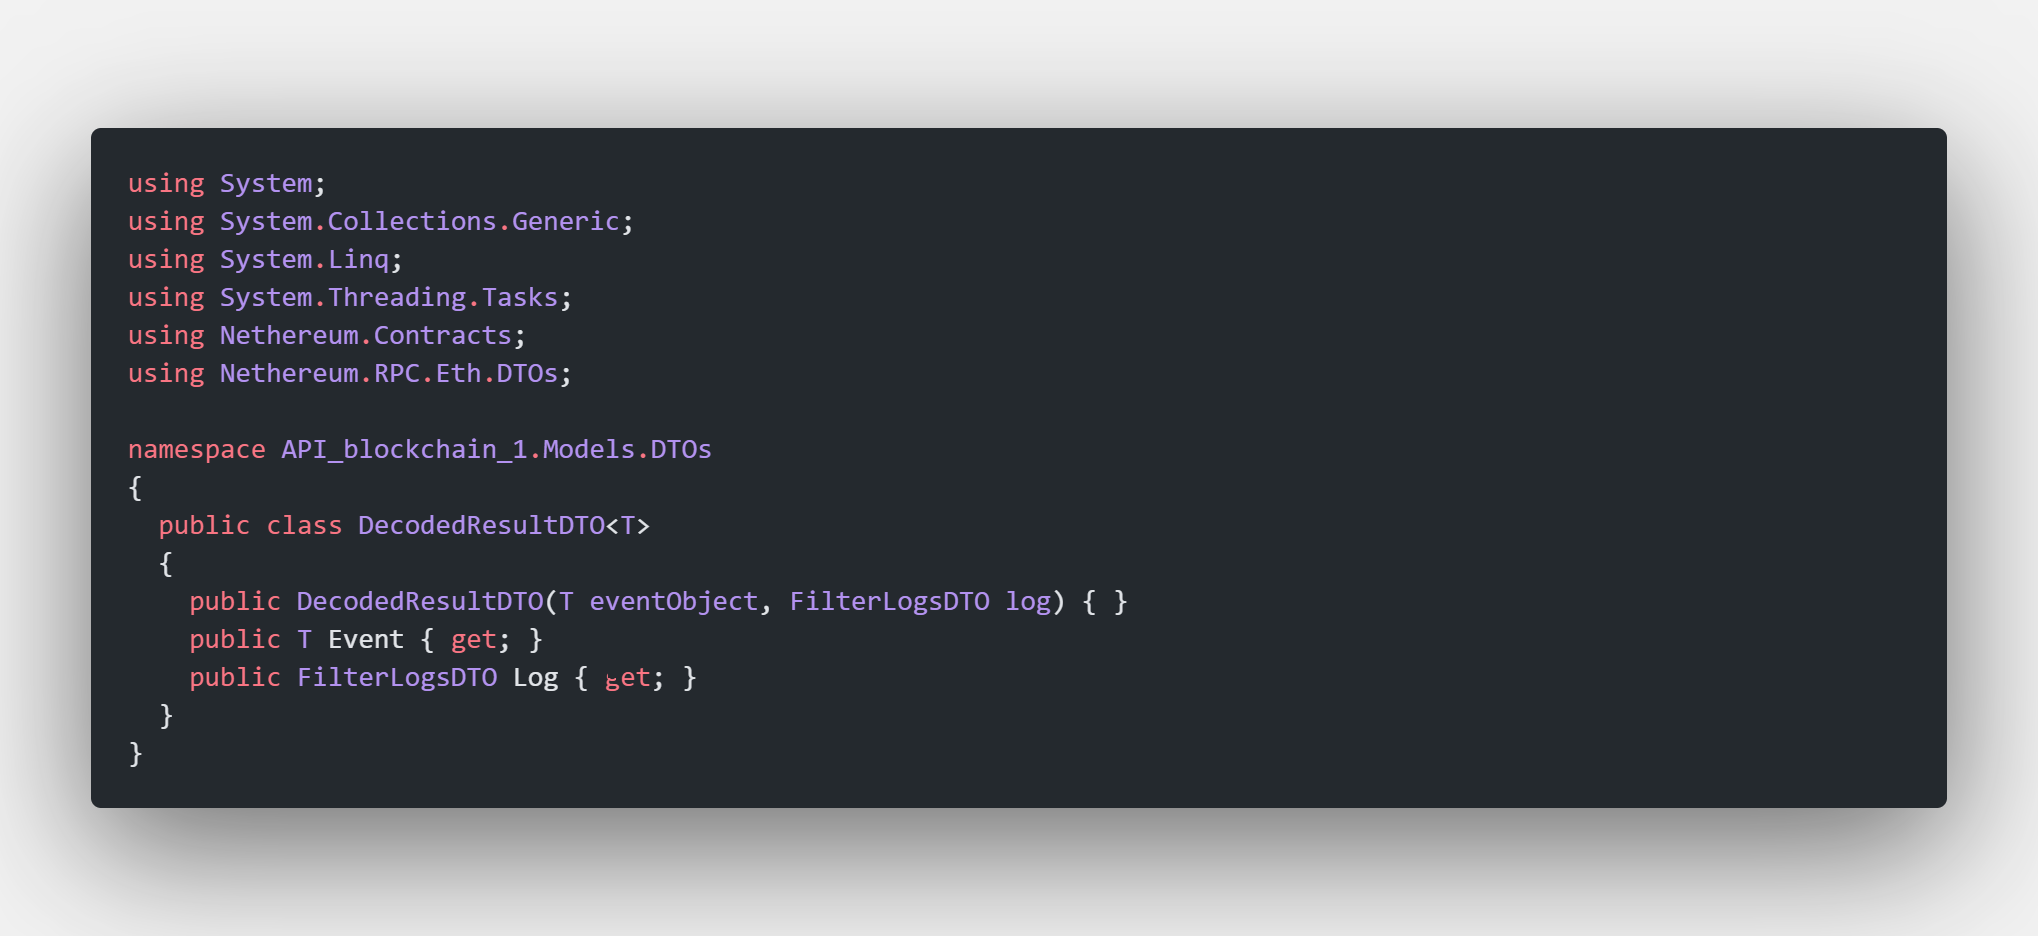 using System;
using System.Collections.Generic;
using System.Linq;
using System.Threading.Tasks;
using Nethereum.Contracts;
using Nethereum.RPC.Eth.DTOs;

namespace API_blockchain_1.Models.DTOs
{
  public class DecodedResultDTO<T>
  {
    public DecodedResultDTO(T eventObject, FilterLogsDTO log) { }
    public T Event { get; }
    public FilterLogsDTO Log { get; }
  }
}